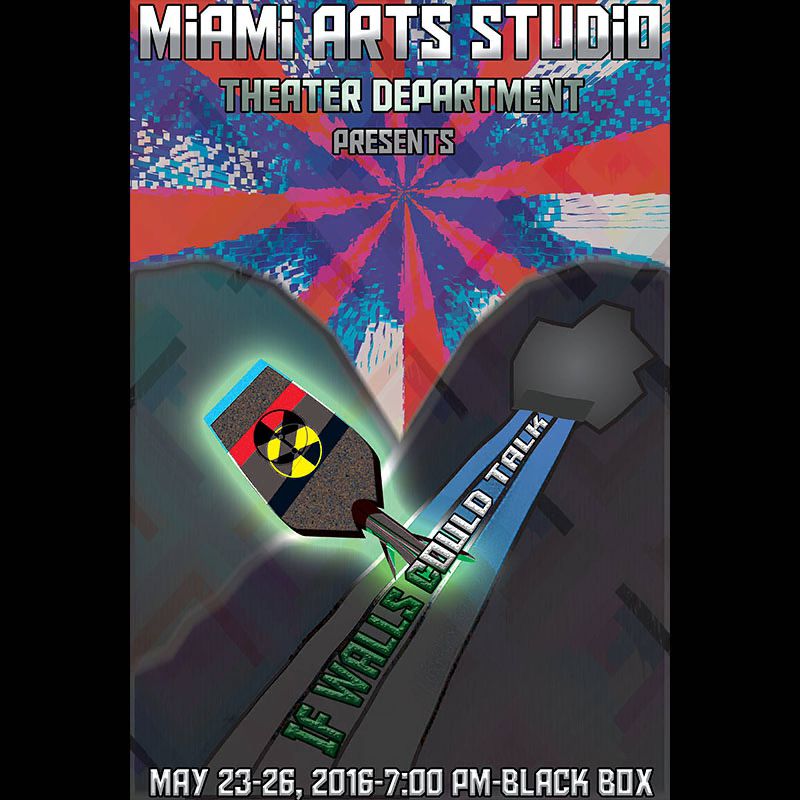 MiAMi ARTS STUDiO
THEATER DEPARTMENT
PRESENTS
IF WALLS COULD TALK
MAY 23-26, 2016-7:00 PM-BLACK BOX